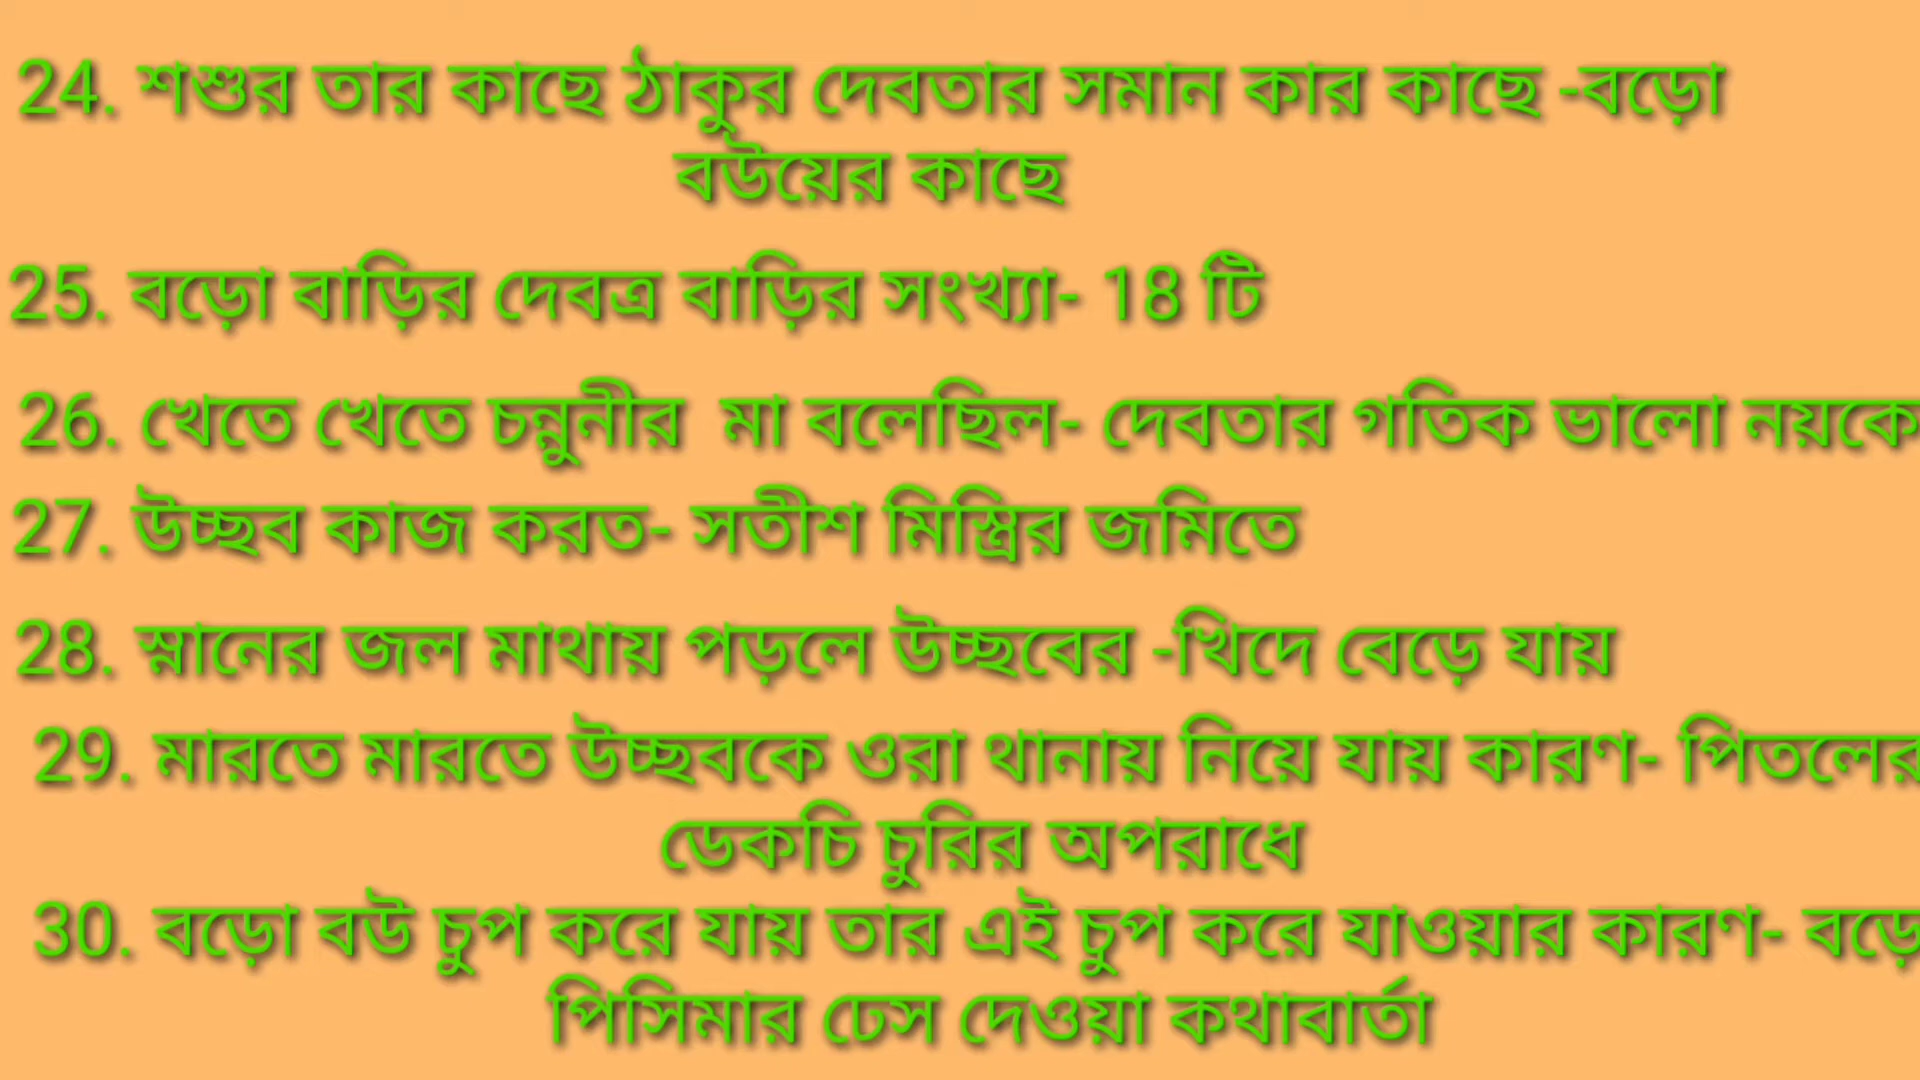 24. শশুর তার কাছে ঠাকুর দেবতার সমান কার কাছে -বড়ো
বউয়ের কাছে
25. বড়ো বাড়ির দেবত্র বাড়ির সংখ্যা- 18 টি
26. খেতে খেতে চন্নুনীর মা বলেছিল- দেবতার গতিক ভালো নয়কে
27. উচ্ছব কাজ করত- সতীশ মিস্ত্রির জমিতে
28. স্নানের জল মাথায় পড়লে উচ্ছবের -খিদে বেড়ে যায়
29. মারতে মারতে উচ্ছবকে ওরা থানায় নিয়ে যায় কারণ- পিতলের
ডেকচি চুরির অপরাধে
30. বড়ো বউ চুপ করে যায় তার এই চুপ করে যাওয়ার কারণ- বড়ে
পিসিমার ঢেস দেওয়া কথাবার্তা